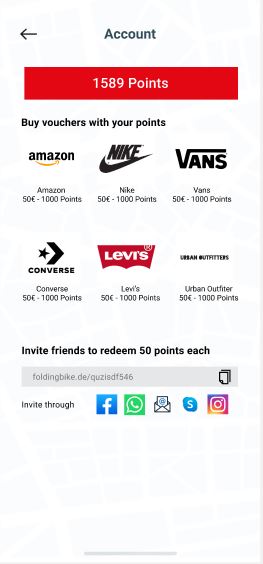 Account
1589 Points
Buy vouchers with your points
amazon NIKE VANS
Amazon Nike Vans
50€ - 1000 Points 50€ - 1000 Points 50€ - 1000 Points
CONVERSE LEVI'S® URBAN OUTFITTERS
Converse Levi's Urban Outfiter
50€ - 1000 Points 50€ - 1000 Points 50€ - 1000 Points
Invite friends to redeem 50 points each
foldingbike.de/quzisdf546
Invite through